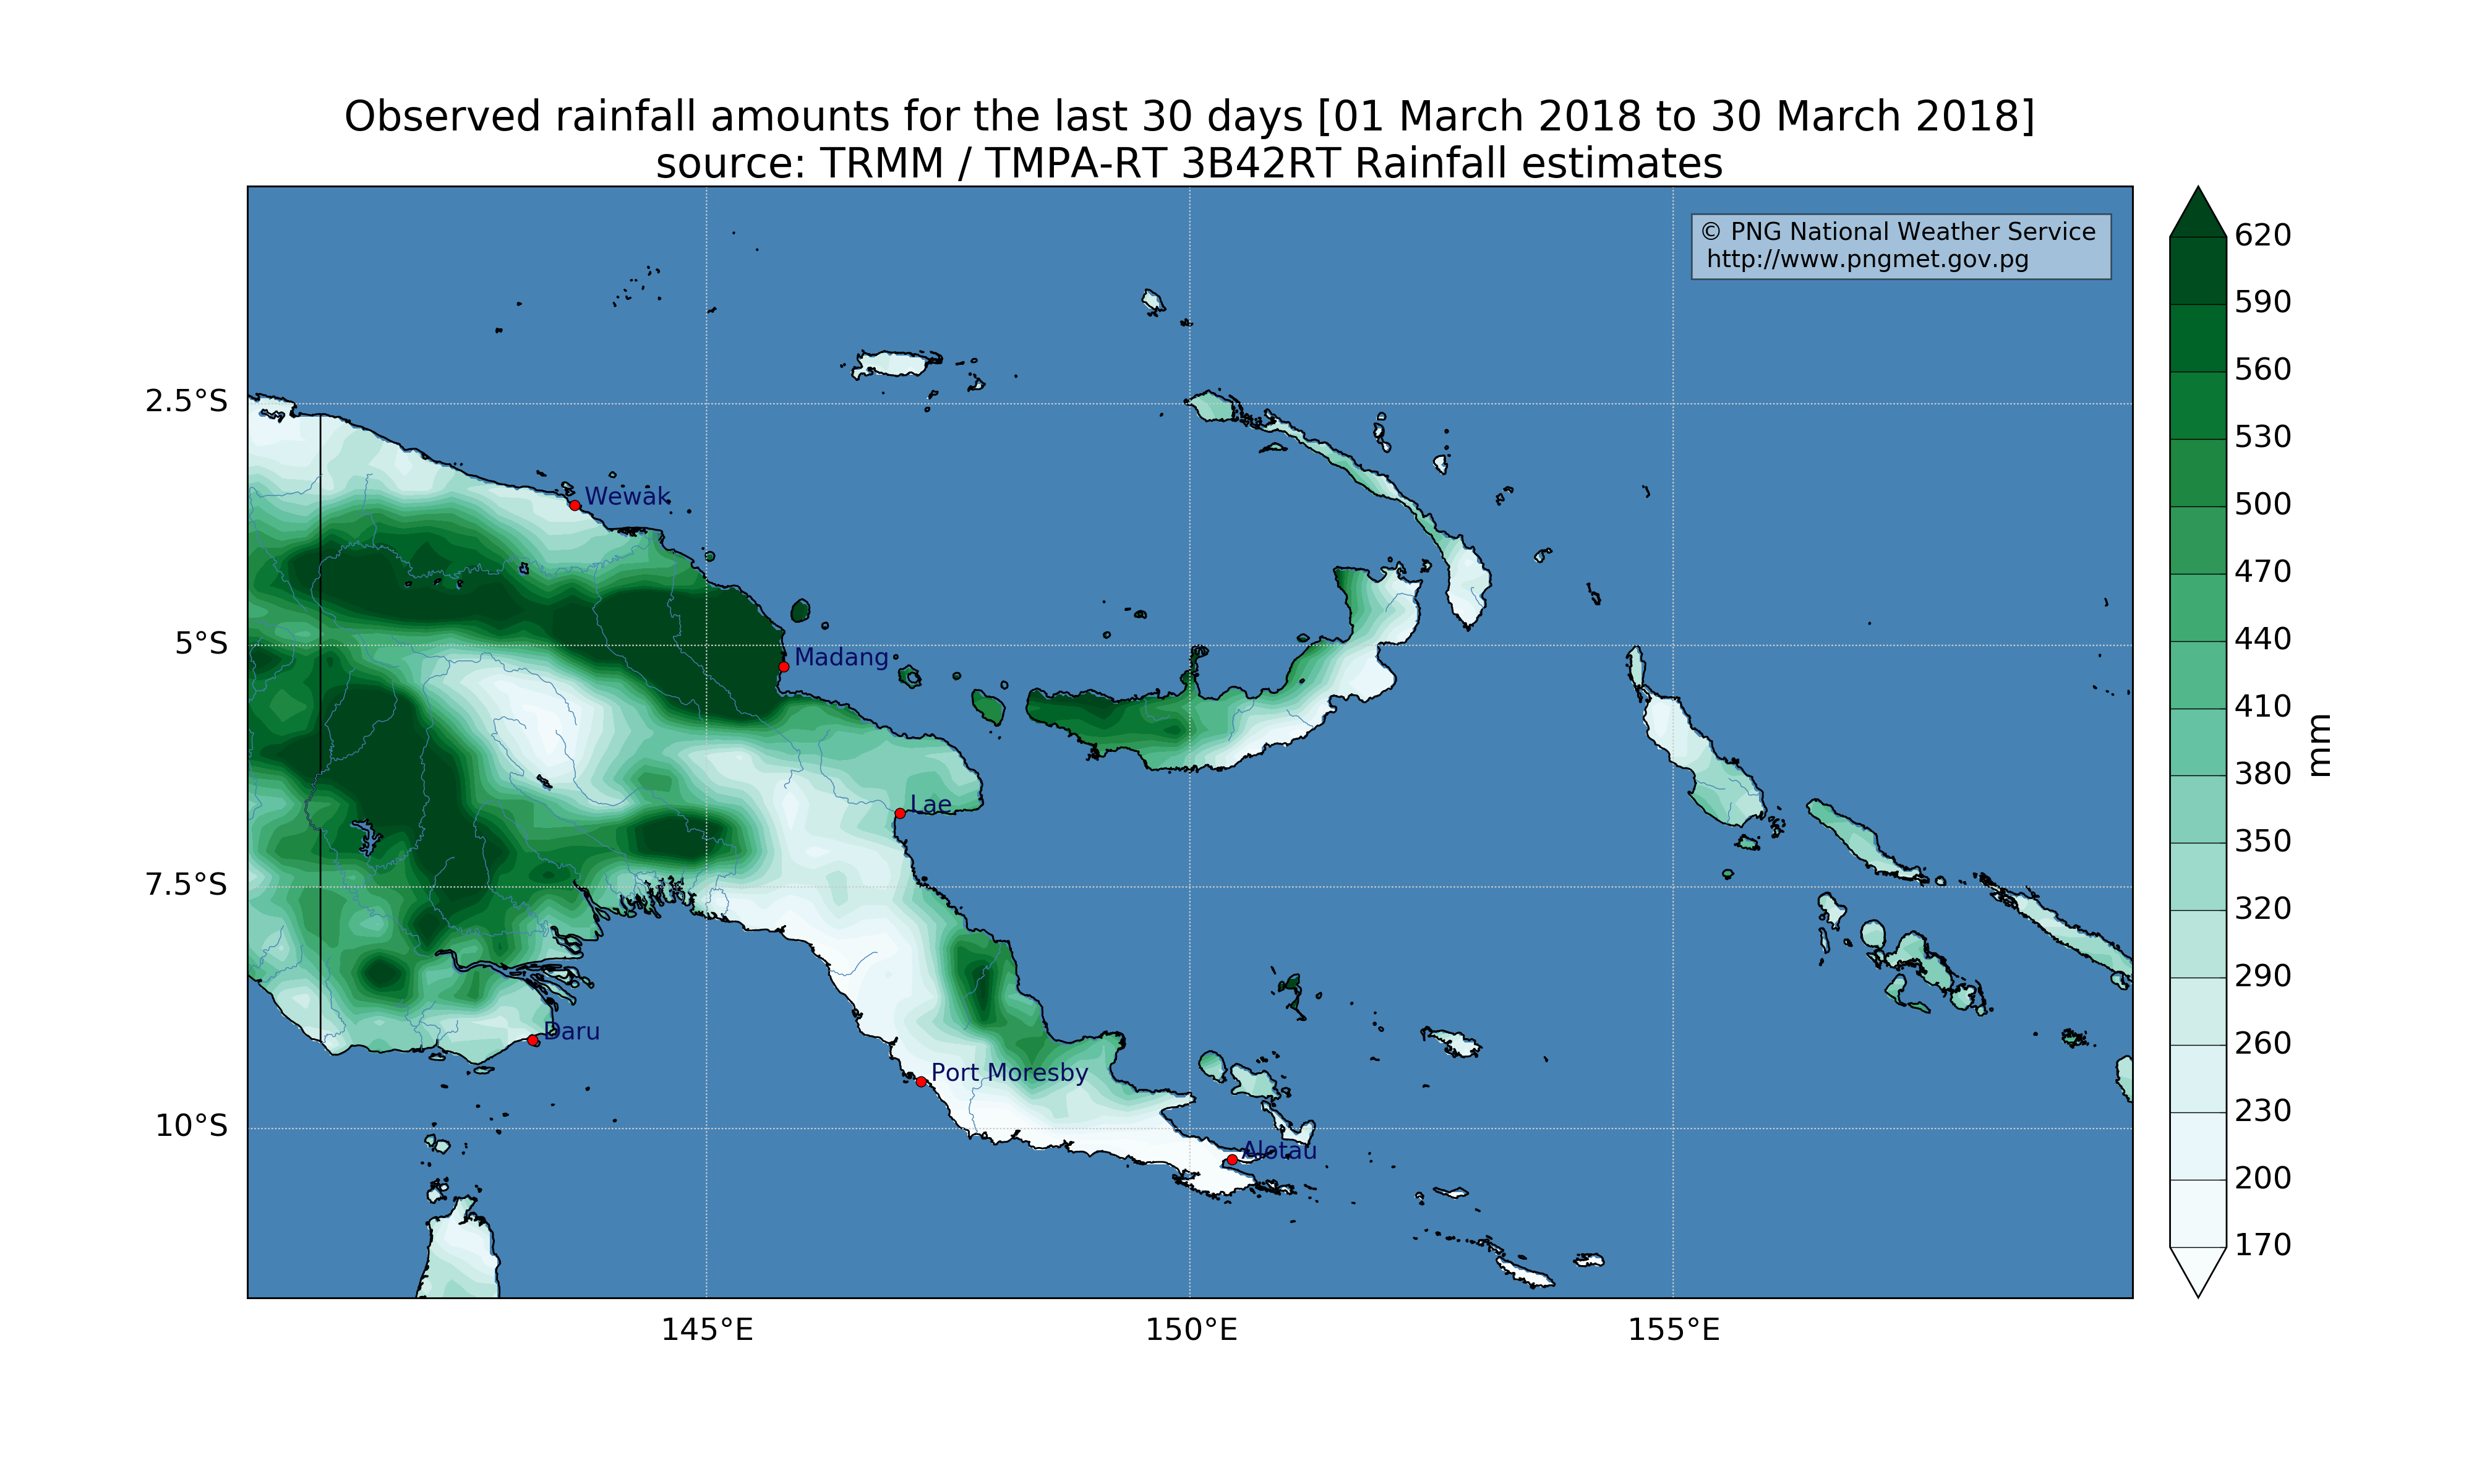 Observed rainfall amounts for the last 30 days [01 March 2018 to 30 March 2018]
source: TRMM / TMPA-RT 3B42RT Rainfall estimates
© PNG National Weather Service
http://www.pngmet.gov.pg
2.5°S
5°S
7.5°S
10°S
145°E
150°E
155°E
Wewak
Madang
Lae
Daru
Port Moresby
Alotau
620
590
560
530
500
470
440
410
380
350
320
290
260
230
200
170
mm